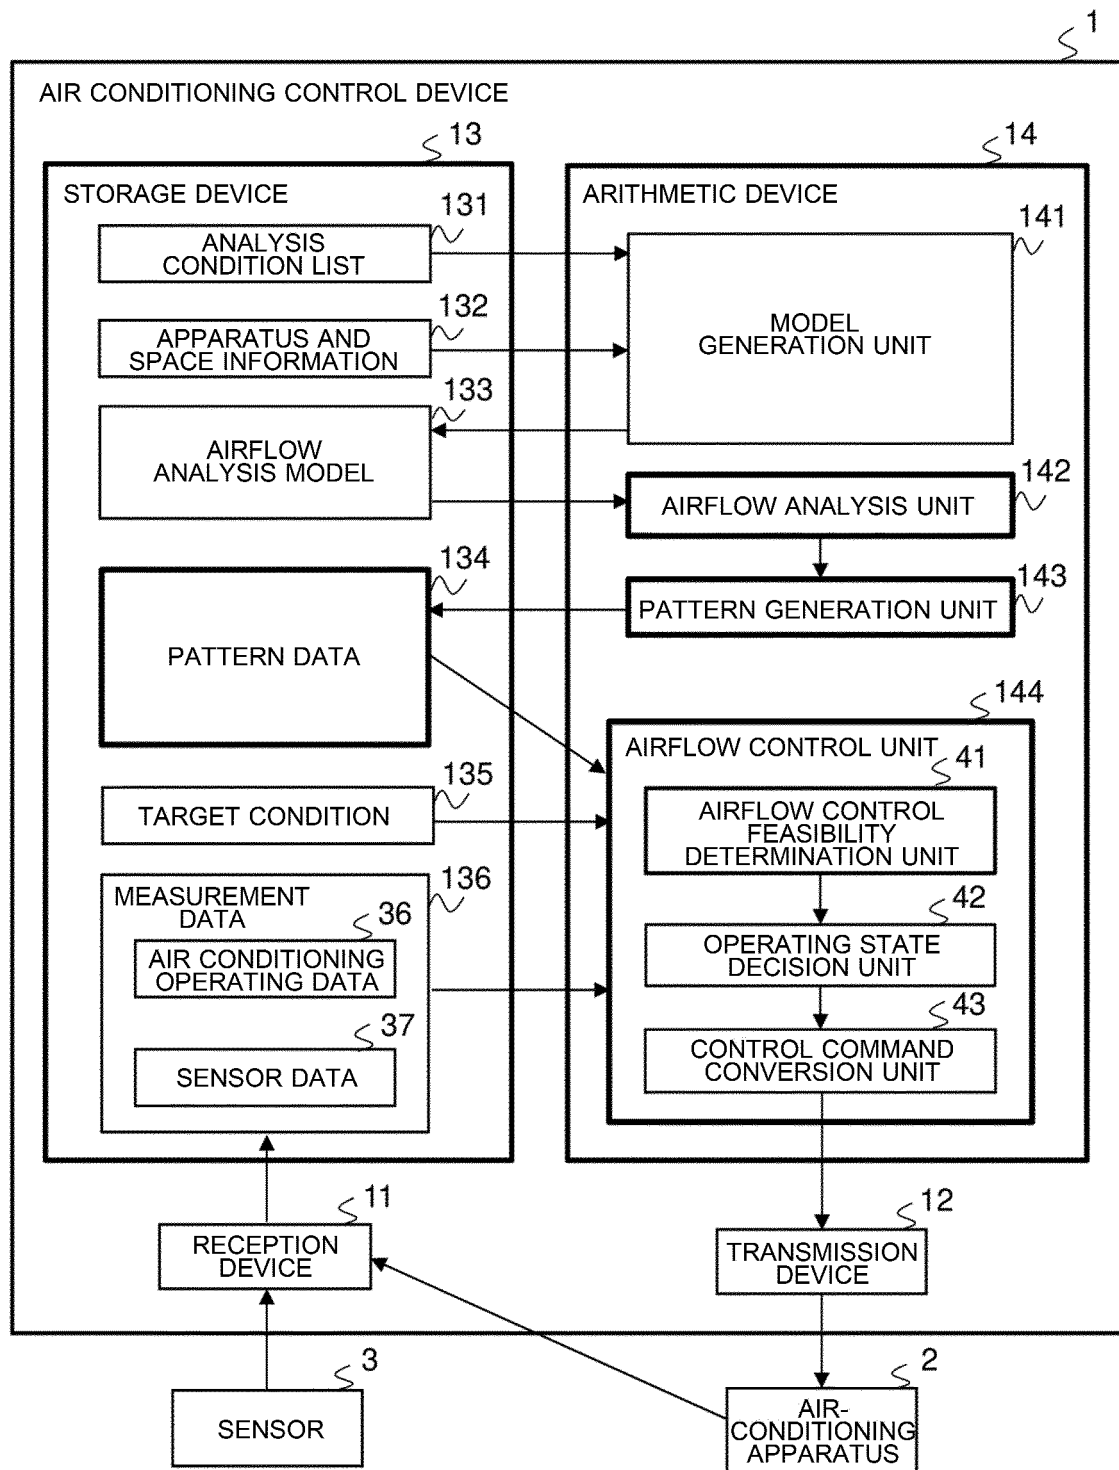 1
AIR CONDITIONING CONTROL DEVICE
13
STORAGE DEVICE
131
ANALYSIS
CONDITION LIST
132
APPARATUS AND
SPACE INFORMATION
133
AIRFLOW
ANALYSIS MODEL
134
PATTERN DATA
135
TARGET CONDITION
136
MEASUREMENT
DATA
36
AIR CONDITIONING
OPERATING DATA
37
SENSOR DATA
14
ARITHMETIC DEVICE
141
MODEL
GENERATION UNIT
142
AIRFLOW ANALYSIS UNIT
143
PATTERN GENERATION UNIT
144
AIRFLOW CONTROL UNIT
41
AIRFLOW CONTROL
FEASIBILITY
DETERMINATION UNIT
42
OPERATING STATE
DECISION UNIT
43
CONTROL COMMAND
CONVERSION UNIT
11
RECEPTION
DEVICE
12
TRANSMISSION
DEVICE
3
SENSOR
2
AIR-
CONDITIONING
APPARATUS